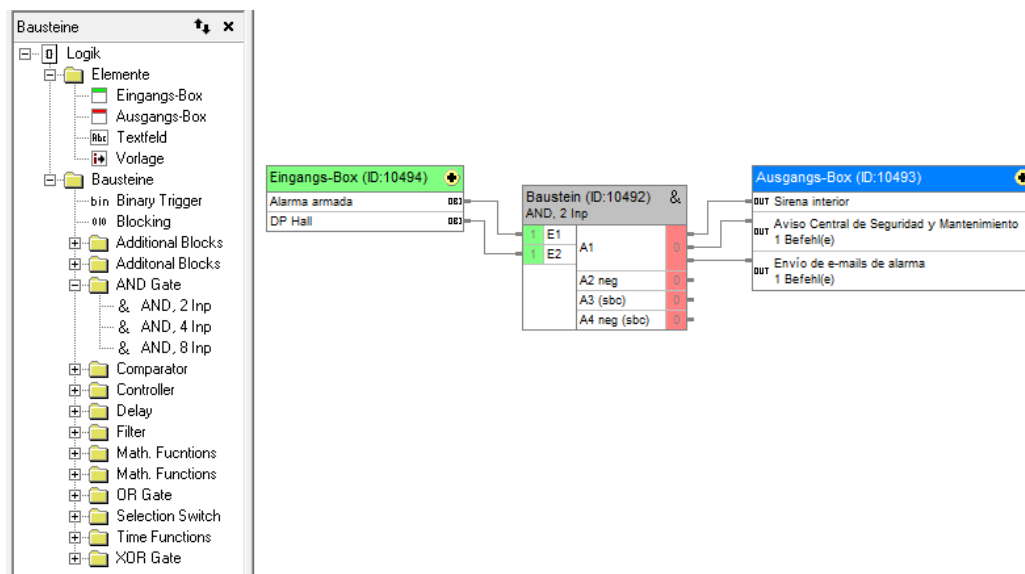 Bausteine
Logik
Elemente
Eingangs-Box
Ausgangs-Box
Abc Textfeld
Vorlage
Bausteine
bin Binary Trigger
010 Blocking
Additional Blocks
Additonal Blocks
AND Gate
& AND, 2 Inp
& AND, 4 Inp
& AND, 8 Inp
Comparator
Controller
Delay
Filter
Math. Fucntions
Math. Functions
OR Gate
Selection Switch
Time Functions
XOR Gate
Eingangs-Box (ID:10494)
Alarma armada OBJ
DP Hall OBJ
Baustein (ID:10492) &
AND, 2 Inp
1 E1
1 E2
A1 0
A2 neg 0
A3 (sbc) 0
A4 neg (sbc) 0
Ausgangs-Box (ID:10493)
OUT Sirena interior
OUT Aviso Central de Seguridad y Mantenimiento
1 Befehl(e)
OUT Envío de e-mails de alarma
1 Befehl(e)